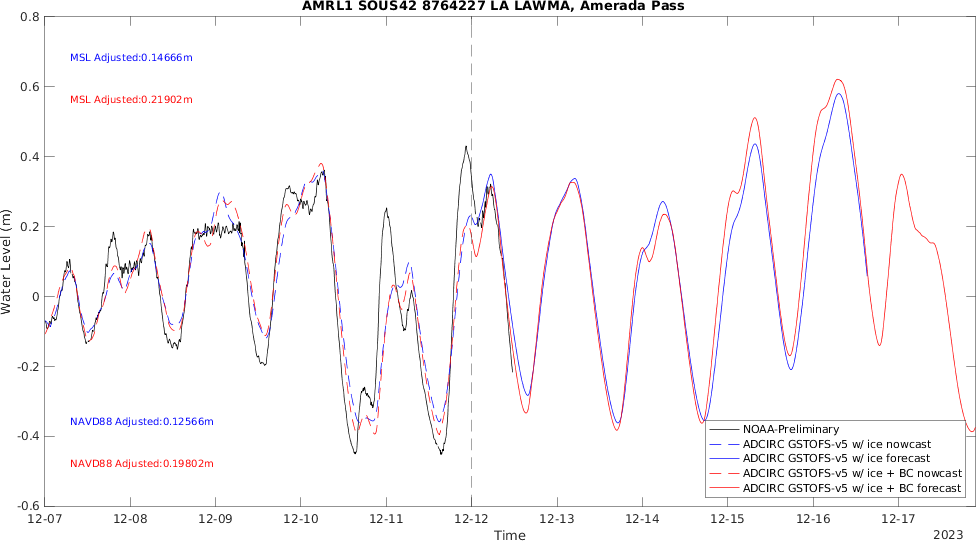 AMRL1 SOUS42 8764227 LA LAWMA, Amerada Pass
0.8
0.6
0.4
0.2
0
-0.2
-0.4
-0.6
Water Level (m)
MSL Adjusted:0.14666m
MSL Adjusted:0.21902m
NAVD88 Adjusted:0.12566m
NAVD88 Adjusted:0.19802m
NOAA-Preliminary
ADCIRC GSTOFS-v5 w/ ice nowcast
ADCIRC GSTOFS-v5 w/ ice forecast
ADCIRC GSTOFS-v5 w/ ice + BC nowcast
ADCIRC GSTOFS-v5 w/ ice + BC forecast
12-07 12-08 12-09 12-10 12-11 12-12 12-13 12-14 12-15 12-16 12-17
Time
2023